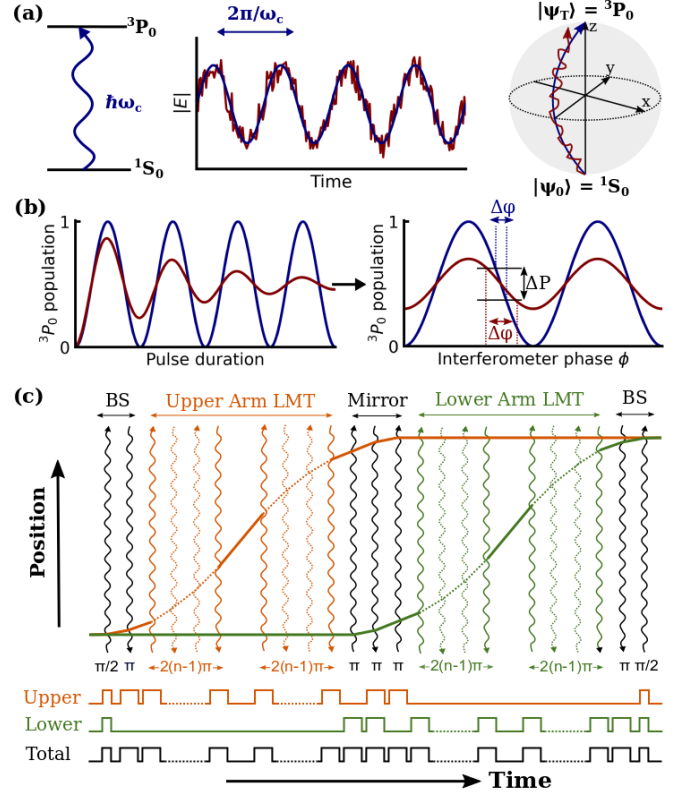 (a)
³P₀
ħω_c
¹S₀
2π/ω_c
|E|
Time
|ψ_T⟩ = ³P₀
z
y
x
|ψ₀⟩ = ¹S₀
(b)
³P₀ population
1
0
Pulse duration
³P₀ population
1
0
Δφ
ΔP
Δφ
Interferometer phase ϕ
(c)
BS
Upper Arm LMT
Mirror
Lower Arm LMT
BS
Position
π/2
π
2(n-1)π
2(n-1)π
π
π
π
2(n-1)π
2(n-1)π
π
π/2
Upper
Lower
Total
Time